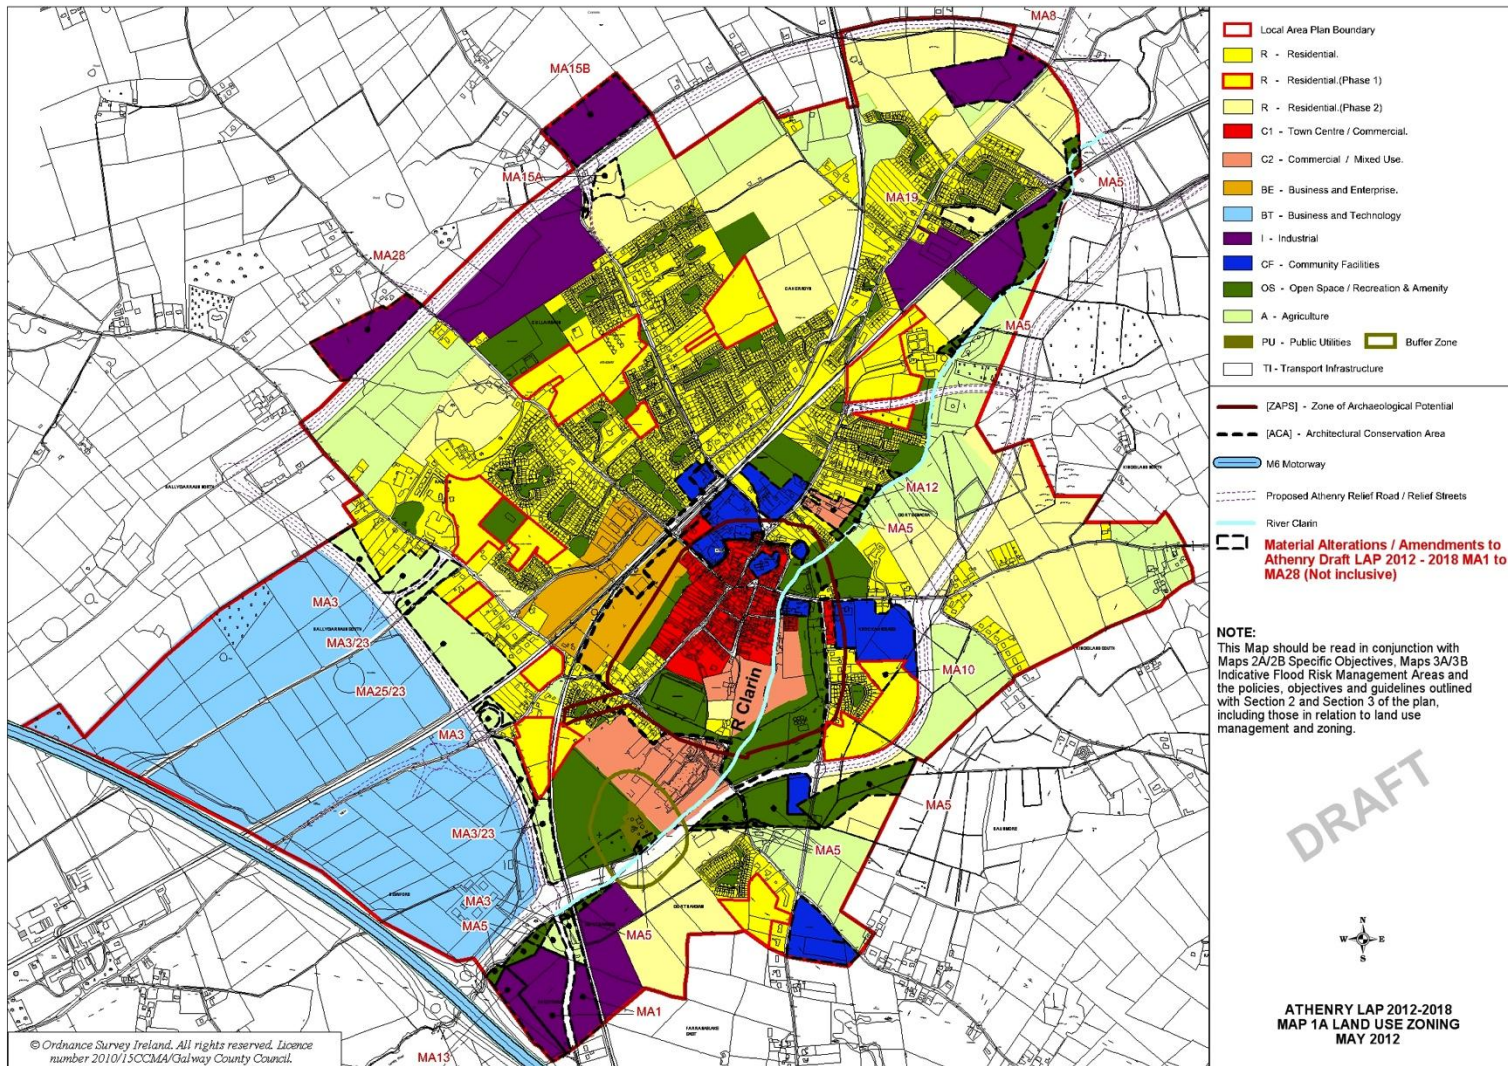 MA8
MA15B
MA15A
MA19
MA5
MA28
MA5
MA12
MA5
MA3
MA3/23
MA25/23
MA10
MA3
R Clarin
MA3/23
MA5
MA5
MA3
MA5
MA5
MA1
MA13
© Ordnance Survey Ireland. All rights reserved. Licence
number 2010/15CCMA/Galway County Council.
Local Area Plan Boundary
R - Residential.
R - Residential.(Phase 1)
R - Residential.(Phase 2)
C1 - Town Centre / Commercial.
C2 - Commercial / Mixed Use.
BE - Business and Enterprise.
BT - Business and Technology
I - Industrial
CF - Community Facilities
OS - Open Space / Recreation & Amenity
A - Agriculture
PU - Public Utilities
Buffer Zone
TI - Transport Infrastructure
[ZAPS] - Zone of Archaeological Potential
[ACA] - Architectural Conservation Area
M6 Motorway
Proposed Athenry Relief Road / Relief Streets
River Clarin
Material Alterations / Amendments to
Athenry Draft LAP 2012 - 2018 MA1 to
MA28 (Not inclusive)
NOTE:
This Map should be read in conjunction with
Maps 2A/2B Specific Objectives, Maps 3A/3B
Indicative Flood Risk Management Areas and
the policies, objectives and guidelines outlined
with Section 2 and Section 3 of the plan,
including those in relation to land use
management and zoning.
DRAFT
N
W E
S
ATHENRY LAP 2012-2018
MAP 1A LAND USE ZONING
MAY 2012